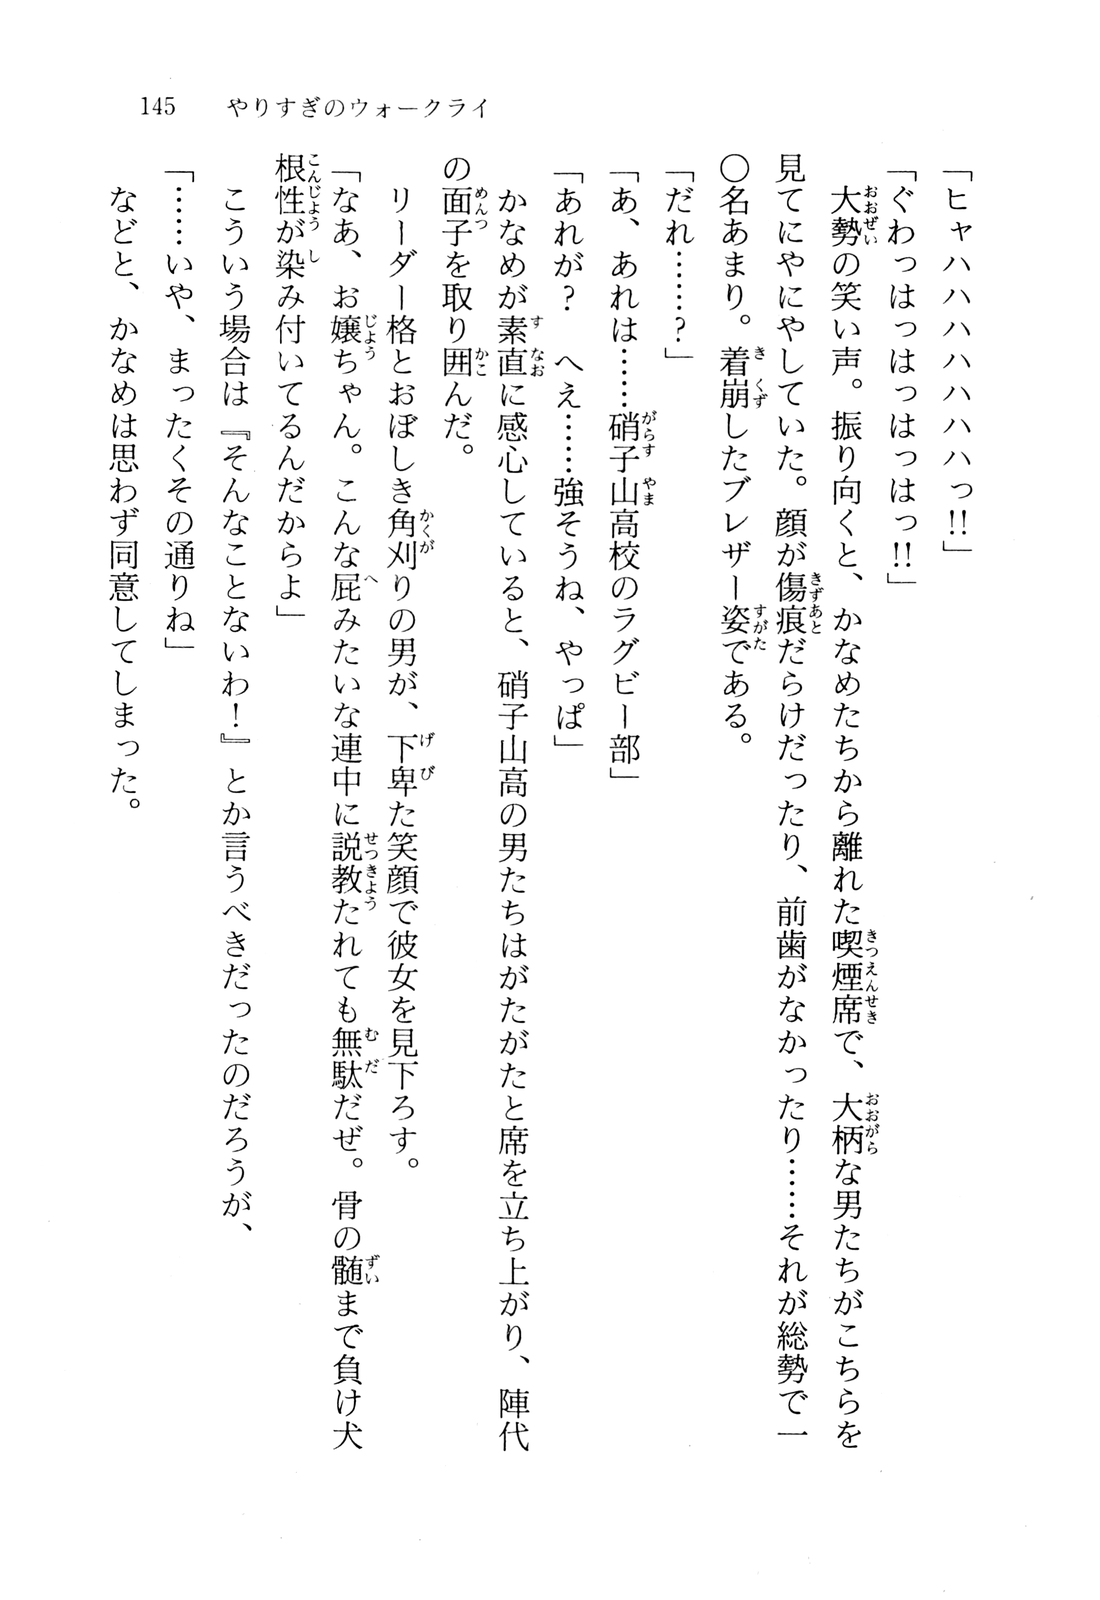 145　やりすぎのウォークライ
「ヒャハハハハハハハっ!!」
「ぐわっはっはっはっはっ!!」
　大勢の笑い声。振り向くと、かなめたちから離れた喫煙席で、大柄な男たちがこちらを
見てにやにやしていた。顔が傷痕だらけだったり、前歯がなかったり……それが総勢で一
〇名あまり。着崩したブレザー姿である。
「だれ……?」
「あ、あれは……硝子山高校のラグビー部」
「あれが?　へえ……強そうね、やっぱ」
　かなめが素直に感心していると、硝子山高の男たちはがたがたと席を立ち上がり、陣代
の面子を取り囲んだ。
　リーダー格とおぼしき角刈りの男が、下卑た笑顔で彼女を見下ろす。
「なあ、お嬢ちゃん。こんな屁みたいな連中に説教たれても無駄だぜ。骨の髄まで負け犬
根性が染み付いてるんだからよ」
　こういう場合は『そんなことないわ!』とか言うべきだったのだろうが、
「……いや、まったくその通りね」
　などと、かなめは思わず同意してしまった。